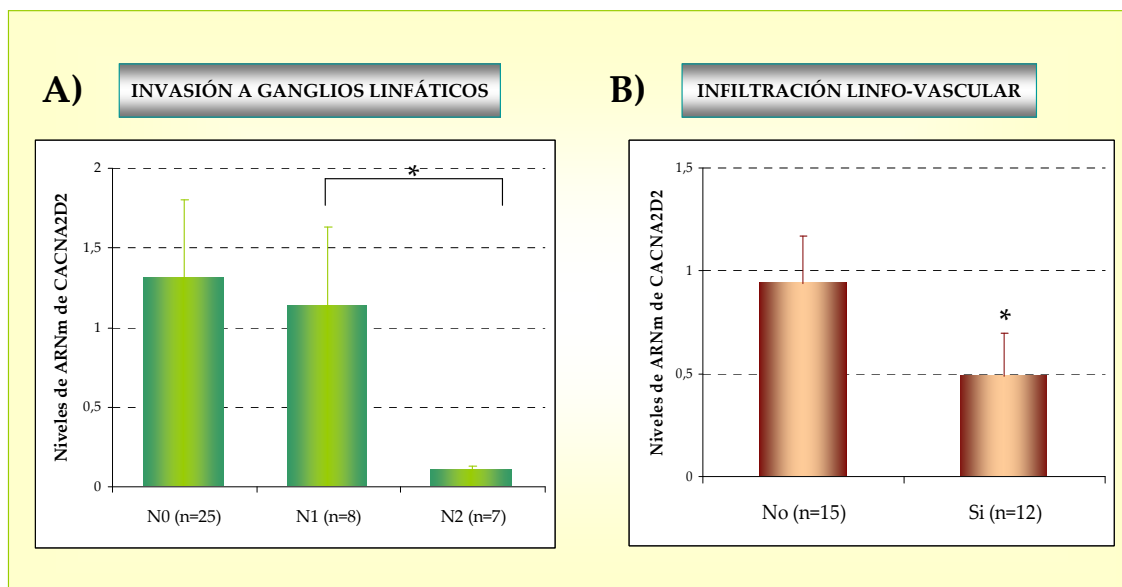 A)
INVASIÓN A GANGLIOS LINFÁTICOS
Niveles de ARNm de CACNA2D2
2
1,5
1
0,5
0
*
N0 (n=25)
N1 (n=8)
N2 (n=7)
B)
INFILTRACIÓN LINFO-VASCULAR
Niveles de ARNm de CACNA2D2
1,5
1
0,5
0
*
No (n=15)
Si (n=12)